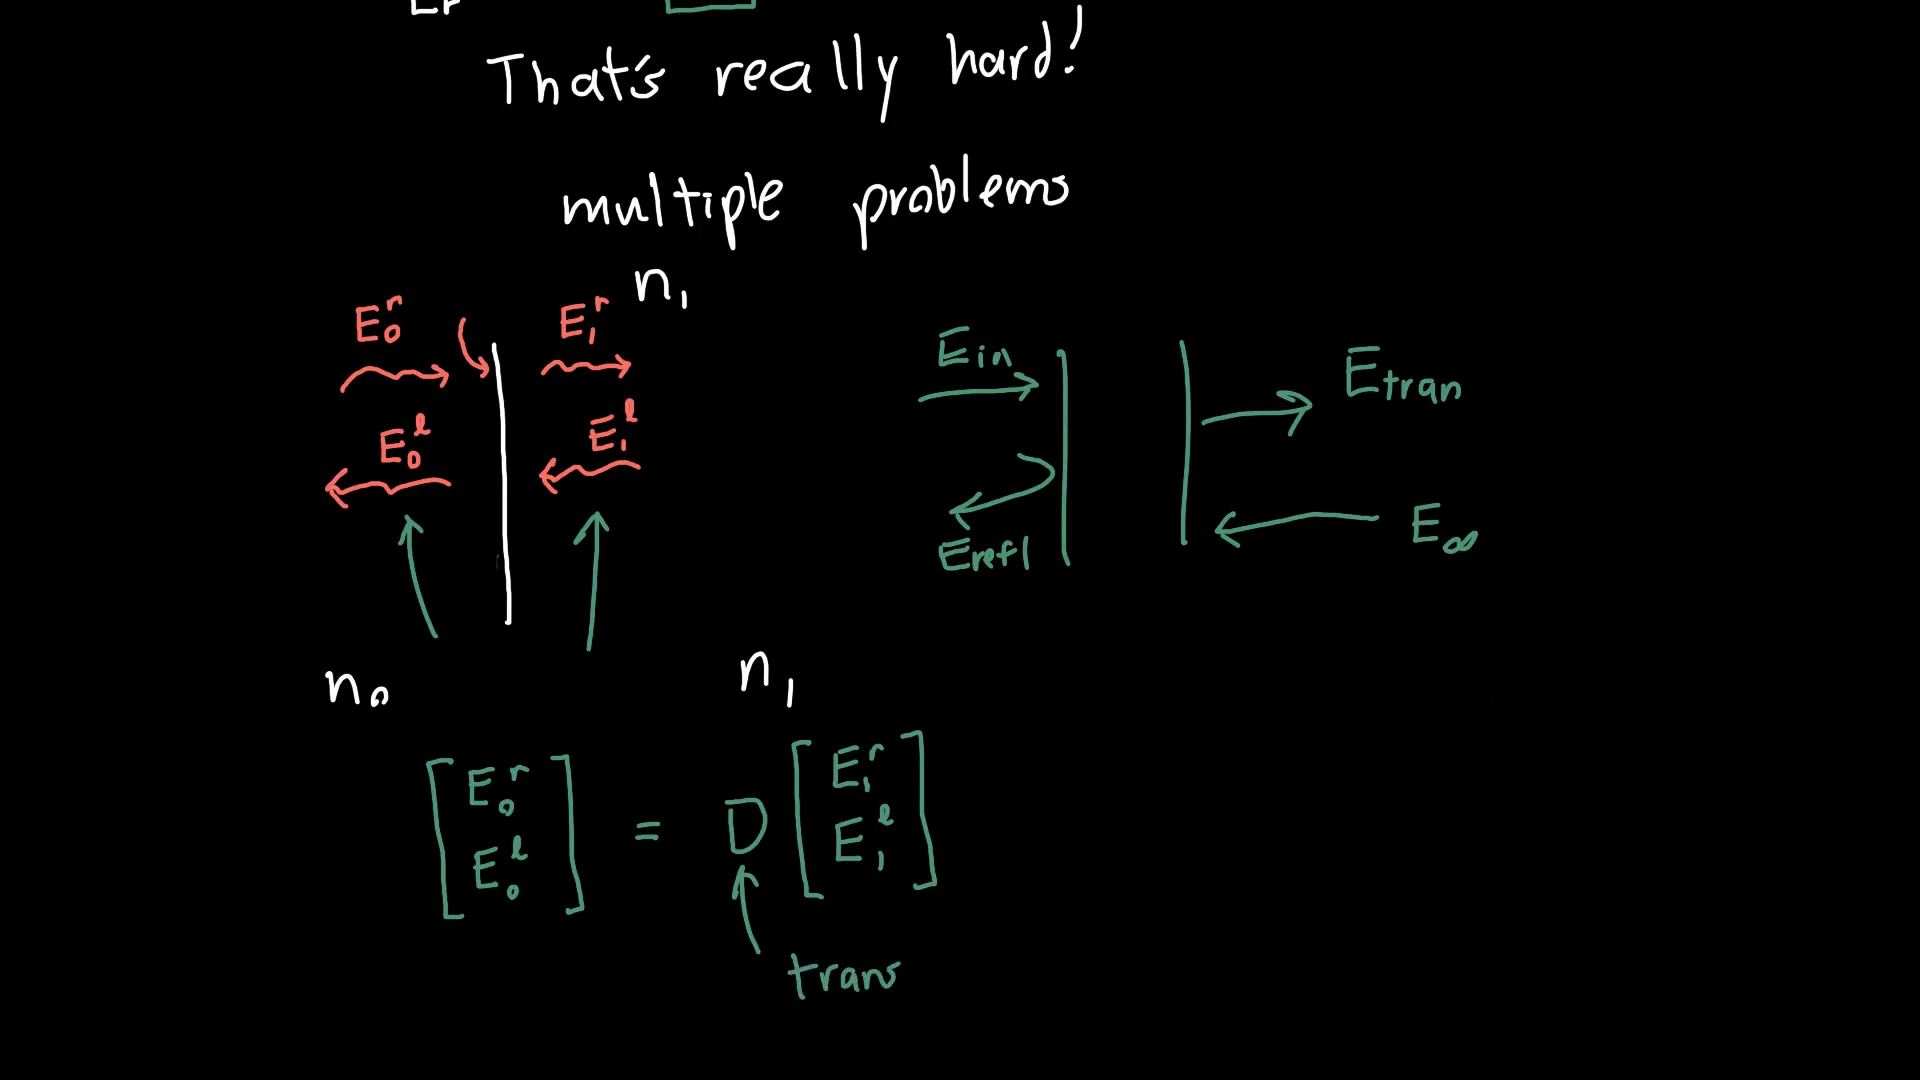 That's really hard!
multiple problems
n₁
E₀ʳ E₁ʳ
E₀ˡ E₁ˡ
Ein Etran
Erefl E∞
n₀ n₁
[E₀ʳ E₀ˡ] = D [E₁ʳ E₁ˡ]
trans